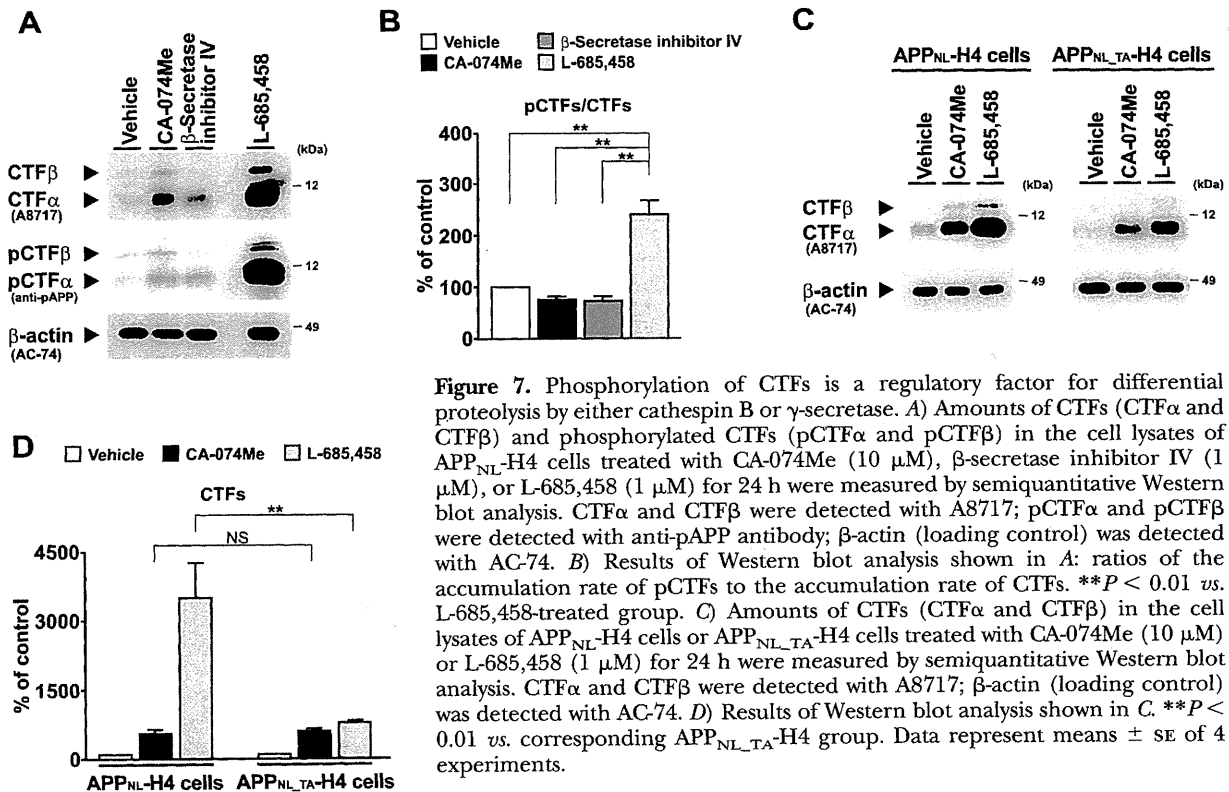 A
Vehicle
CA-074Me
β-Secretase
inhibitor IV
L-685,458
(kDa)
CTFβ
12
CTFα
(A8717)
pCTFβ
12
pCTFα
(anti-pAPP)
β-actin
49
(AC-74)
B
Vehicle
β-Secretase inhibitor IV
CA-074Me
L-685,458
pCTFs/CTFs
% of control
400
300
200
100
0
**
**
**
C
APPNL-H4 cells
APPNL_TA-H4 cells
Vehicle
CA-074Me
L-685,458
(kDa)
Vehicle
CA-074Me
L-685,458
(kDa)
CTFβ
12
12
CTFα
(A8717)
β-actin
49
49
(AC-74)
D
Vehicle
CA-074Me
L-685,458
CTFs
% of control
4500
3000
1500
0
**
NS
APPNL-H4 cells
APPNL_TA-H4 cells
Figure 7. Phosphorylation of CTFs is a regulatory factor for differential
proteolysis by either cathespin B or γ-secretase. A) Amounts of CTFs (CTFα and
CTFβ) and phosphorylated CTFs (pCTFα and pCTFβ) in the cell lysates of
APPNL-H4 cells treated with CA-074Me (10 μM), β-secretase inhibitor IV (1
μM), or L-685,458 (1 μM) for 24 h were measured by semiquantitative Western
blot analysis. CTFα and CTFβ were detected with A8717; pCTFα and pCTFβ
were detected with anti-pAPP antibody; β-actin (loading control) was detected
with AC-74. B) Results of Western blot analysis shown in A: ratios of the
accumulation rate of pCTFs to the accumulation rate of CTFs. **P < 0.01 vs.
L-685,458-treated group. C) Amounts of CTFs (CTFα and CTFβ) in the cell
lysates of APPNL-H4 cells or APPNL_TA-H4 cells treated with CA-074Me (10 μM)
or L-685,458 (1 μM) for 24 h were measured by semiquantitative Western blot
analysis. CTFα and CTFβ were detected with A8717; β-actin (loading control)
was detected with AC-74. D) Results of Western blot analysis shown in C. **P <
0.01 vs. corresponding APPNL_TA-H4 group. Data represent means ± SE of 4
experiments.